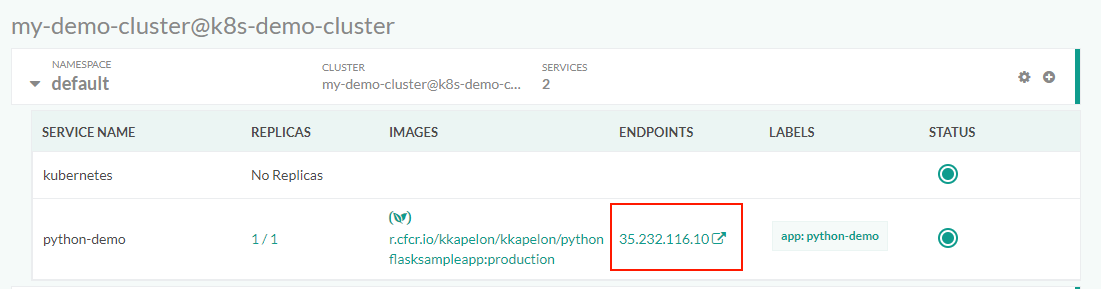 my-demo-cluster@k8s-demo-cluster
NAMESPACE CLUSTER SERVICES
default my-demo-cluster@k8s-demo-c... 2
SERVICE NAME REPLICAS IMAGES ENDPOINTS LABELS STATUS
kubernetes No Replicas
python-demo 1 / 1 r.cfcr.io/kkapelon/kkapelon/python 35.232.116.10 app: python-demo
flasksampleapp:production